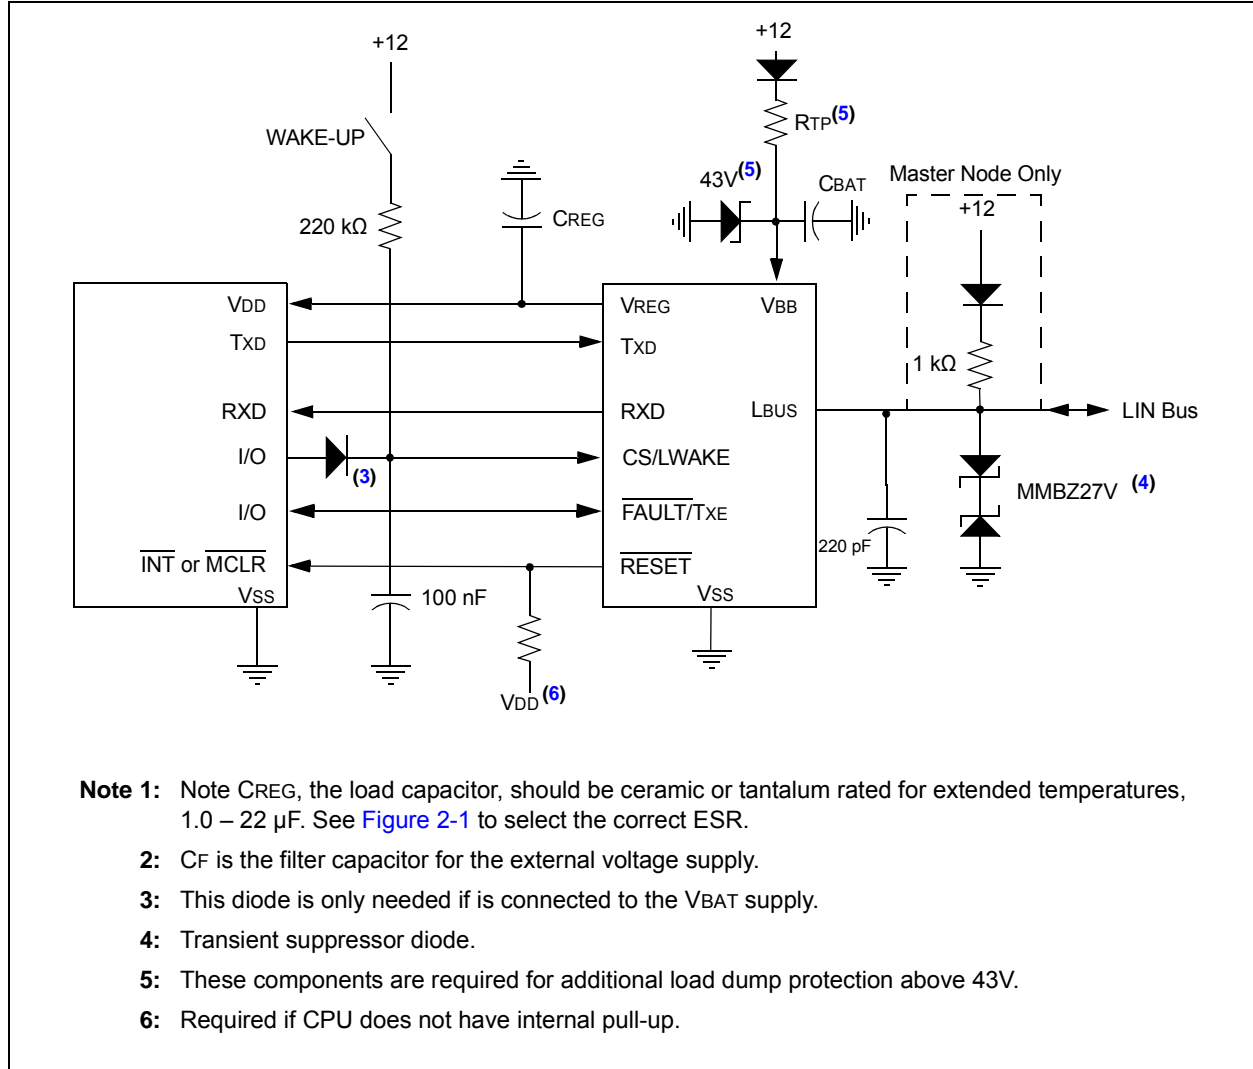 +12
+12
WAKE-UP
RTP(5)
43V(5)
CBAT
Master Node Only
+12
220 kΩ
CREG
VDD
VREG
VBB
TXD
TXD
1 kΩ
RXD
RXD
LBUS
LIN Bus
I/O
(3)
CS/LWAKE
MMBZ27V (4)
I/O
FAULT/TXE
220 pF
INT or MCLR
RESET
VSS
100 nF
VSS
VDD(6)
Note 1: Note CREG, the load capacitor, should be ceramic or tantalum rated for extended temperatures,
1.0 – 22 µF. See Figure 2-1 to select the correct ESR.
2: CF is the filter capacitor for the external voltage supply.
3: This diode is only needed if is connected to the VBAT supply.
4: Transient suppressor diode.
5: These components are required for additional load dump protection above 43V.
6: Required if CPU does not have internal pull-up.